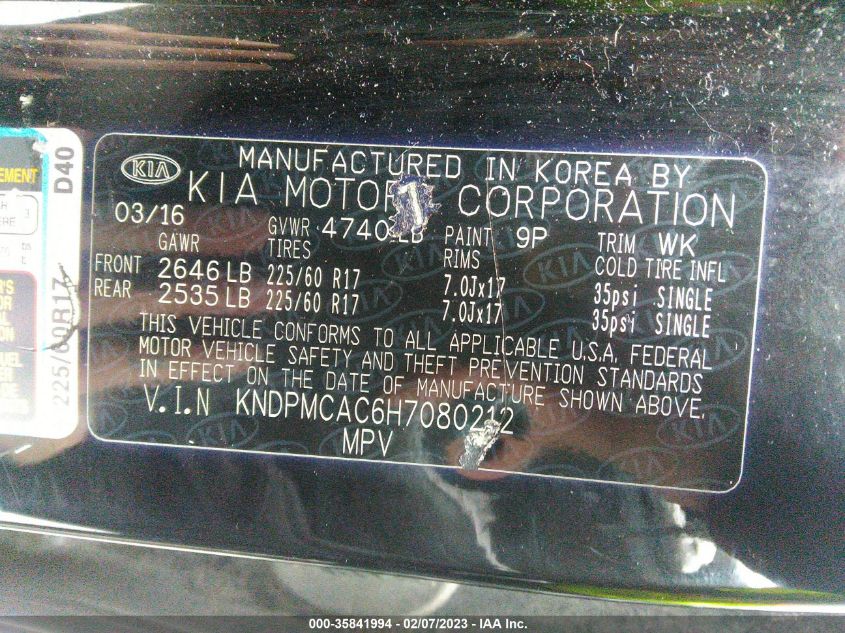 KIA MANUFACTURED IN KOREA BY
KIA MOTOR CORPORATION
03/16 GVWR 4740LB PAINT 9P TRIM WK
GAWR TIRES RIMS COLD TIRE INFL
FRONT 2646 LB 225/60 R17 7.0Jx17 35psi SINGLE
REAR 2535 LB 225/60 R17 7.0Jx17 35psi SINGLE
THIS VEHICLE CONFORMS TO ALL APPLICABLE U.S.A. FEDERAL
MOTOR VEHICLE SAFETY AND THEFT PREVENTION STANDARDS
IN EFFECT ON THE DATE OF MANUFACTURE SHOWN ABOVE.
V.I.N KNDPMCAC6H7080212
MPV
D40
225/60R17
000-35841994 - 02/07/2023 - IAA Inc.